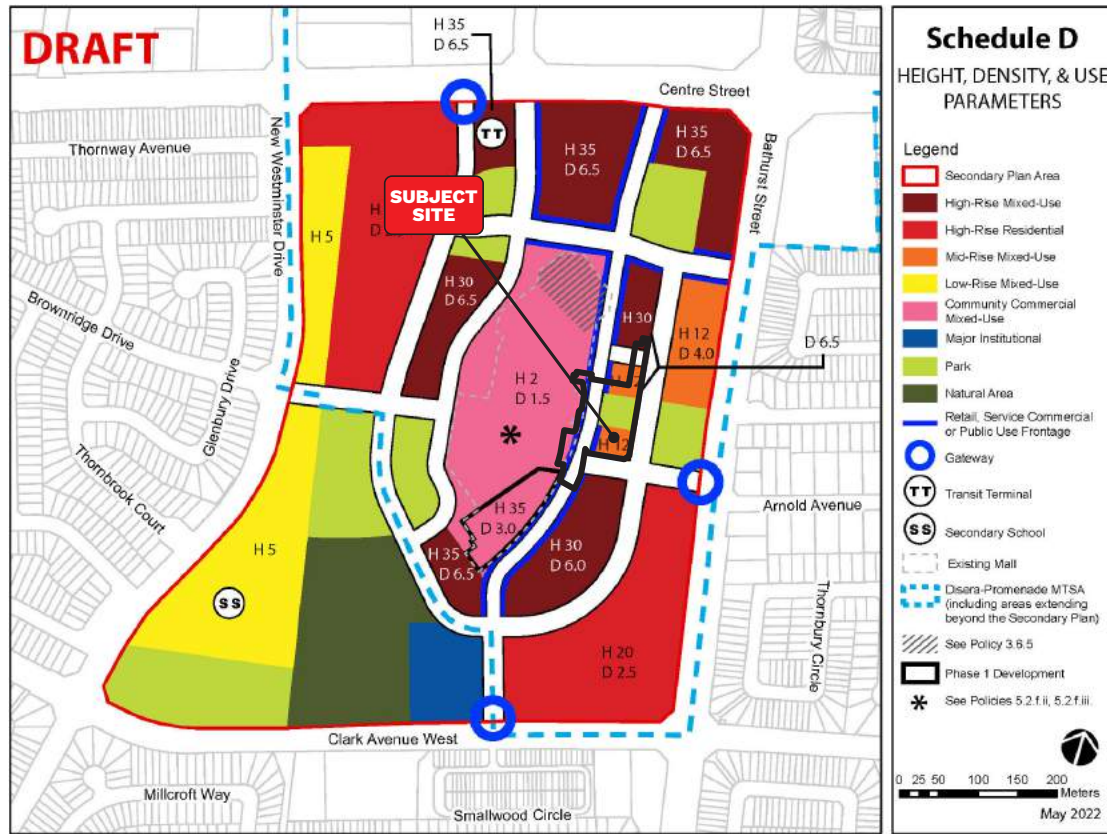 DRAFT
H 35
D 6.5
Centre Street
Thornway Avenue
New Westminster Drive
Bathurst Street
TT
H 35
D 6.5
H 35
D 6.5
SUBJECT
SITE
H
D
H 5
H 30
D 6.5
H 30
H 12
D 4.0
D 6.5
Brownridge Drive
Glenbury Drive
H 2
D 1.5
*
H 12
Thornbrook Court
Arnold Avenue
H 35
D 3.0
H 5
H 35
D 6.5
H 30
D 6.0
SS
Thornbury Circle
H 20
D 2.5
Clark Avenue West
Millcroft Way
Smallwood Circle
Schedule D
HEIGHT, DENSITY, & USE
PARAMETERS
Legend
Secondary Plan Area
High-Rise Mixed-Use
High-Rise Residential
Mid-Rise Mixed-Use
Low-Rise Mixed-Use
Community Commercial
Mixed-Use
Major Institutional
Park
Natural Area
Retail, Service Commercial
or Public Use Frontage
Gateway
TT
Transit Terminal
SS
Secondary School
Existing Mall
Disera-Promenade MTSA
(including areas extending
beyond the Secondary Plan)
See Policy 3.6.5
Phase 1 Development
* See Policies 5.2.f.ii, 5.2.f.iii.
0 25 50 100 150 200
Meters
May 2022